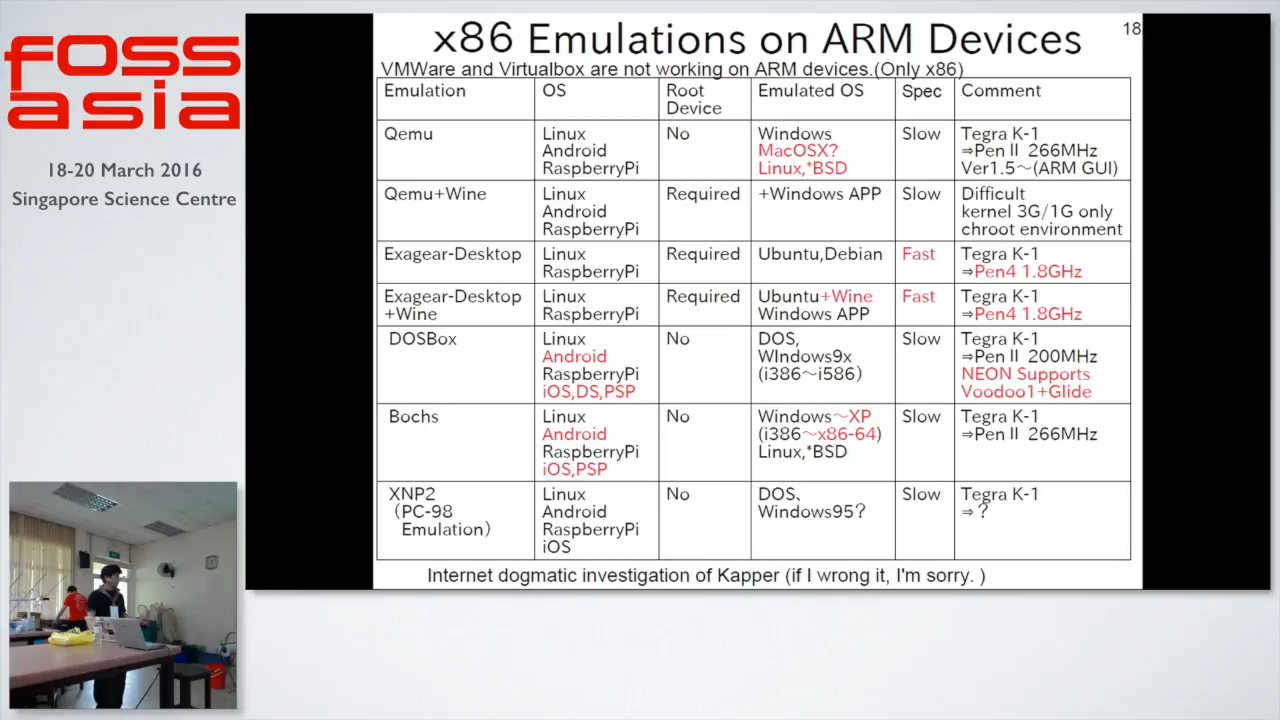 foss
asia
18-20 March 2016
Singapore Science Centre
18
x86 Emulations on ARM Devices
VMWare and Virtualbox are not working on ARM devices.(Only x86)
Emulation OS Root Device Emulated OS Spec Comment
Qemu Linux No Windows Slow Tegra K-1
Android MacOSX? ⇒Pen II 266MHz
RaspberryPi Linux,*BSD Ver1.5~(ARM GUI)
Qemu+Wine Linux Required +Windows APP Slow Difficult
Android kernel 3G/1G only
RaspberryPi chroot environment
Exagear-Desktop Linux Required Ubuntu,Debian Fast Tegra K-1
RaspberryPi ⇒Pen4 1.8GHz
Exagear-Desktop Linux Required Ubuntu+Wine Fast Tegra K-1
+Wine RaspberryPi Windows APP ⇒Pen4 1.8GHz
DOSBox Linux No DOS, Slow Tegra K-1
Android WIndows9x ⇒Pen II 200MHz
RaspberryPi (i386~i586) NEON Supports
iOS,DS,PSP Voodoo1+Glide
Bochs Linux No Windows~XP Slow Tegra K-1
Android (i386~x86-64) ⇒Pen II 266MHz
RaspberryPi Linux,*BSD
iOS,PSP
XNP2 Linux No DOS、 Slow Tegra K-1
(PC-98 Android Windows95? ⇒?
Emulation) RaspberryPi
iOS
Internet dogmatic investigation of Kapper (if I wrong it, I'm sorry. )